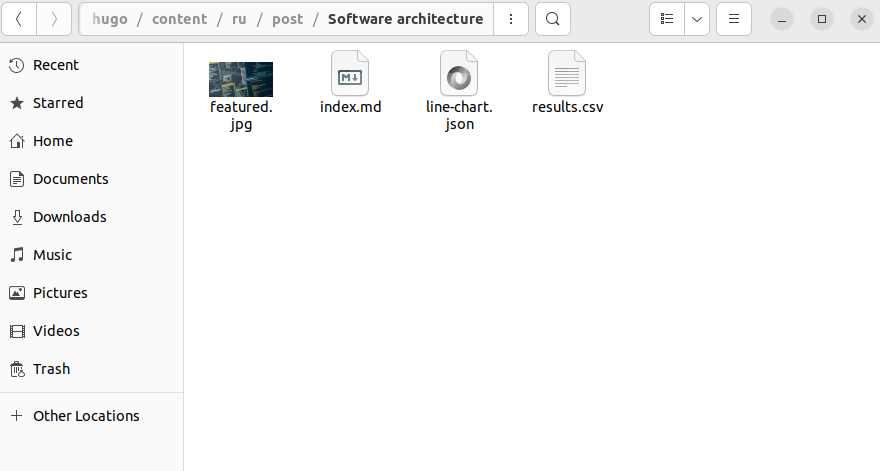 hugo / content / ru / post / Software architecture
Recent
Starred
Home
Documents
Downloads
Music
Pictures
Videos
Trash
Other Locations
featured.
jpg
M↓
index.md
line-chart.
json
results.csv